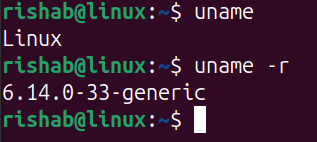 rishab@linux:~$ uname
Linux
rishab@linux:~$ uname -r
6.14.0-33-generic
rishab@linux:~$